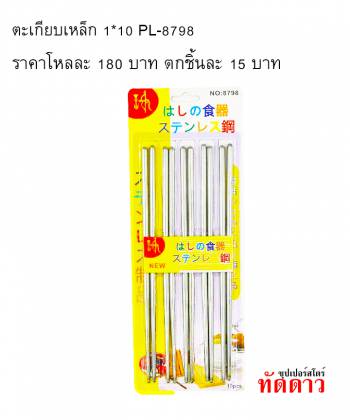 ตะเกียบเหล็ก 1*10 PL-8798
ราคาโหลละ 180 บาท ตกชิ้นละ 15 บาท
NO:8798
はしの食器
ステンレス鋼
はしの食器
ステンレス鋼
NEW
10pcs
ซุปเปอร์สโตร์
ทัดดาว